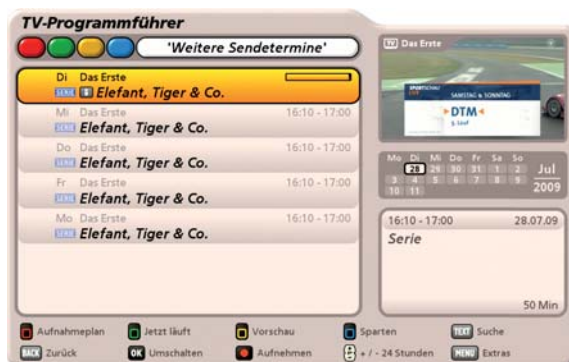 TV-Programmführer
'Weitere Sendetermine'
Di Das Erste
SERIE Elefant, Tiger & Co.
Mi Das Erste 16:10 - 17:00
SERIE Elefant, Tiger & Co.
Do Das Erste 16:10 - 17:00
SERIE Elefant, Tiger & Co.
Fr Das Erste 16:10 - 17:00
SERIE Elefant, Tiger & Co.
Mo Das Erste 16:10 - 17:00
SERIE Elefant, Tiger & Co.
TV Das Erste
SPORTSCHAU LIVE SAMSTAG & SONNTAG
DTM
9. Lauf
Mo Di Mi Do Fr Sa So
28 29 30 31 1 2 Jul
3 4 5 6 7 8 9
10 11 2009
16:10 - 17:00 28.07.09
Serie
50 Min
Aufnahmeplan Jetzt läuft Vorschau Sparten TEXT Suche
BACK Zurück OK Umschalten Aufnehmen + / - 24 Stunden MENU Extras